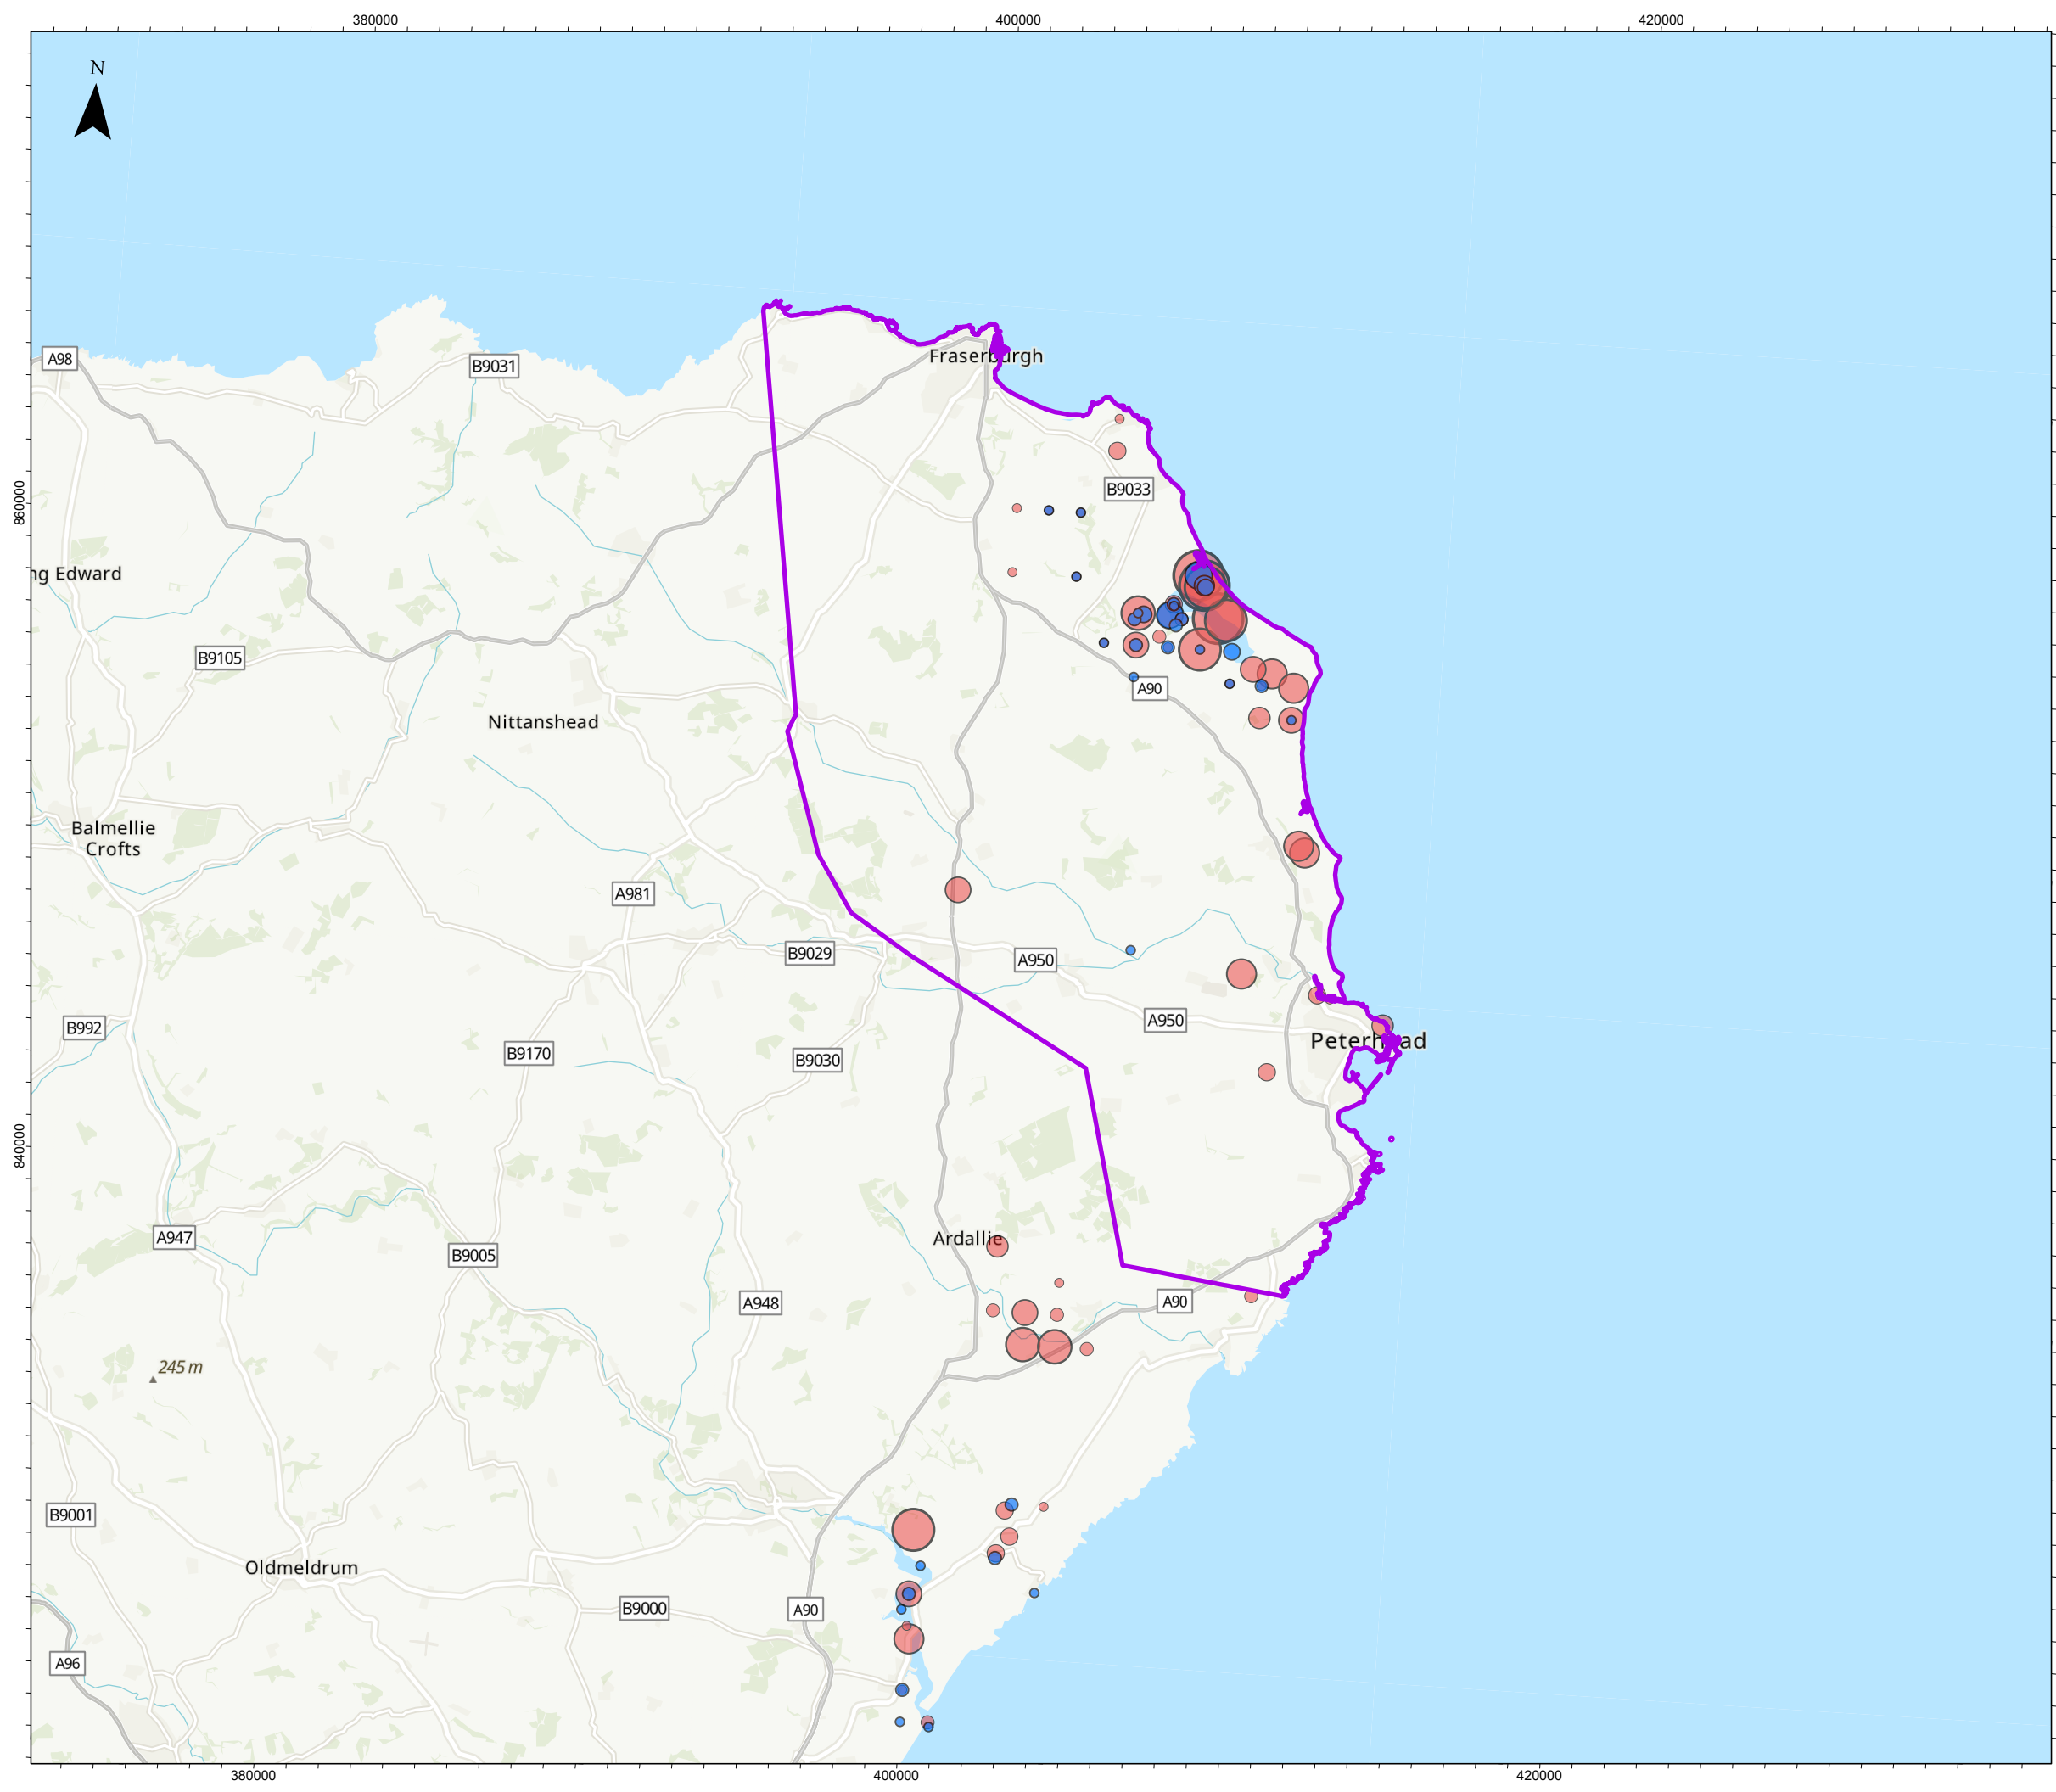 380000
400000
420000
N
Fraserburgh
A98
B9031
B9033
860000
ng Edward
B9105
A90
Nittanshead
Balmellie
Crofts
A981
B9029
A950
B992
A950
Peterhead
B9170
B9030
840000
A947
Ardallie
B9005
A948
A90
245 m
B9001
Oldmeldrum
B9000
A90
A96
380000
400000
420000